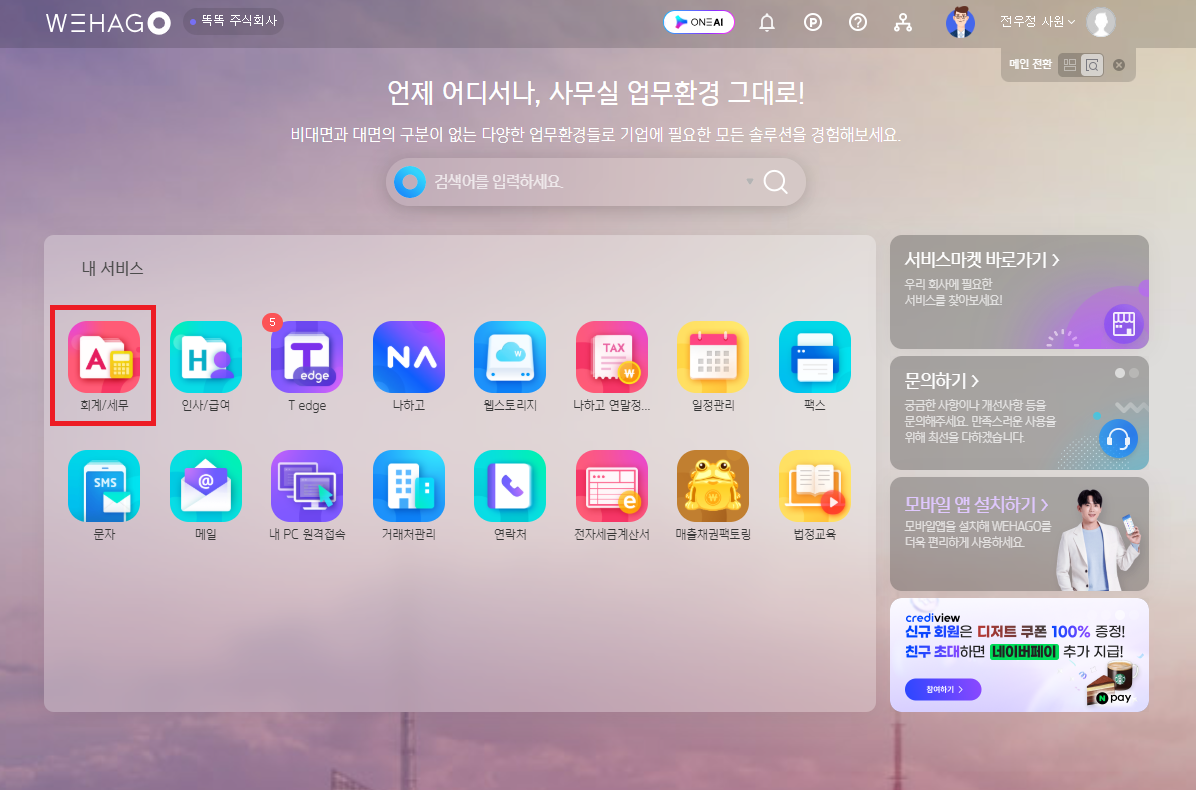 WEHAGO
똑똑 주식회사
ONEAI
P
?
전우정 사원
메인 전환
언제 어디서나, 사무실 업무환경 그대로!
비대면과 대면의 구분이 없는 다양한 업무환경들로 기업에 필요한 모든 솔루션을 경험해보세요.
검색어를 입력하세요.
내 서비스
A
H
5
T
edge
NA
W
TAX
W
회계/세무
인사/급여
T edge
나하고
웹스토리지
나하고 연말정...
일정관리
팩스
SMS
@
e
W
문자
메일
내 PC 원격접속
거래처관리
연락처
전자세금계산서
매출채권팩토링
법정교육
서비스마켓 바로가기 >
우리 회사에 필요한
서비스를 찾아보세요!
문의하기 >
궁금한 사항이나 개선사항 등을
문의해주세요. 만족스러운 사용을
위해 최선을 다하겠습니다.
모바일 앱 설치하기 >
모바일앱을 설치해 WEHAGO를
더욱 편리하게 사용하세요.
crediview
신규 회원은 디저트 쿠폰 100% 증정!
친구 초대하면 네이버페이 추가 지급!
참여하기 >
N pay